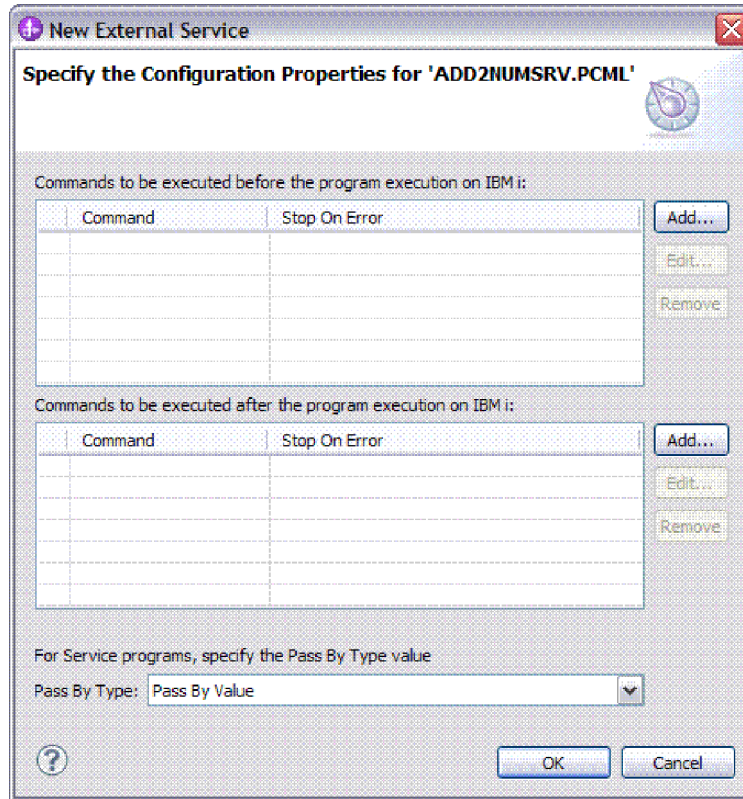 New External Service
Specify the Configuration Properties for 'ADD2NUMSRV.PCML'
Commands to be executed before the program execution on IBM i:
Command Stop On Error
Add...
Edit...
Remove
Commands to be executed after the program execution on IBM i:
Command Stop On Error
Add...
Edit...
Remove
For Service programs, specify the Pass By Type value
Pass By Type: Pass By Value
? OK Cancel